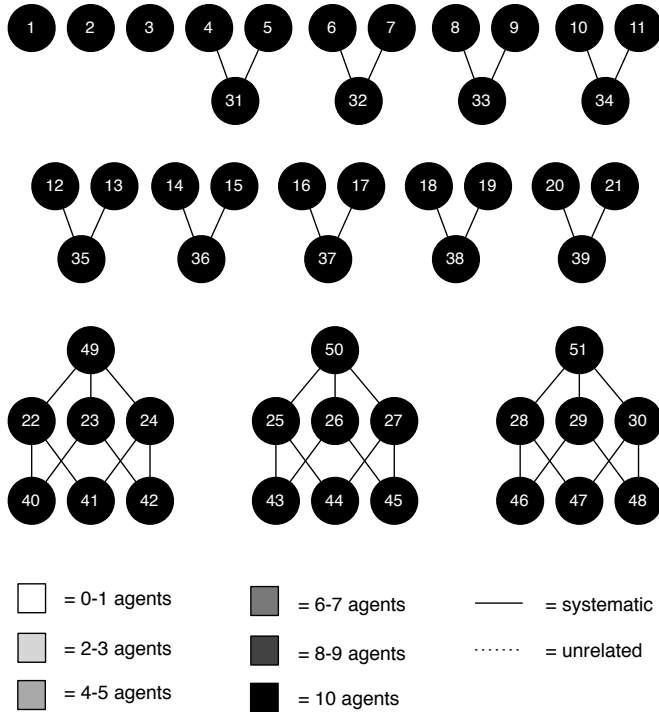 1 2 3 4 5 6 7 8 9 10 11
31 32 33 34
12 13 14 15 16 17 18 19 20 21
35 36 37 38 39
49 50 51
22 23 24 25 26 27 28 29 30
40 41 42 43 44 45 46 47 48
= 0-1 agents = 6-7 agents = systematic
= 2-3 agents = 8-9 agents = unrelated
= 4-5 agents = 10 agents